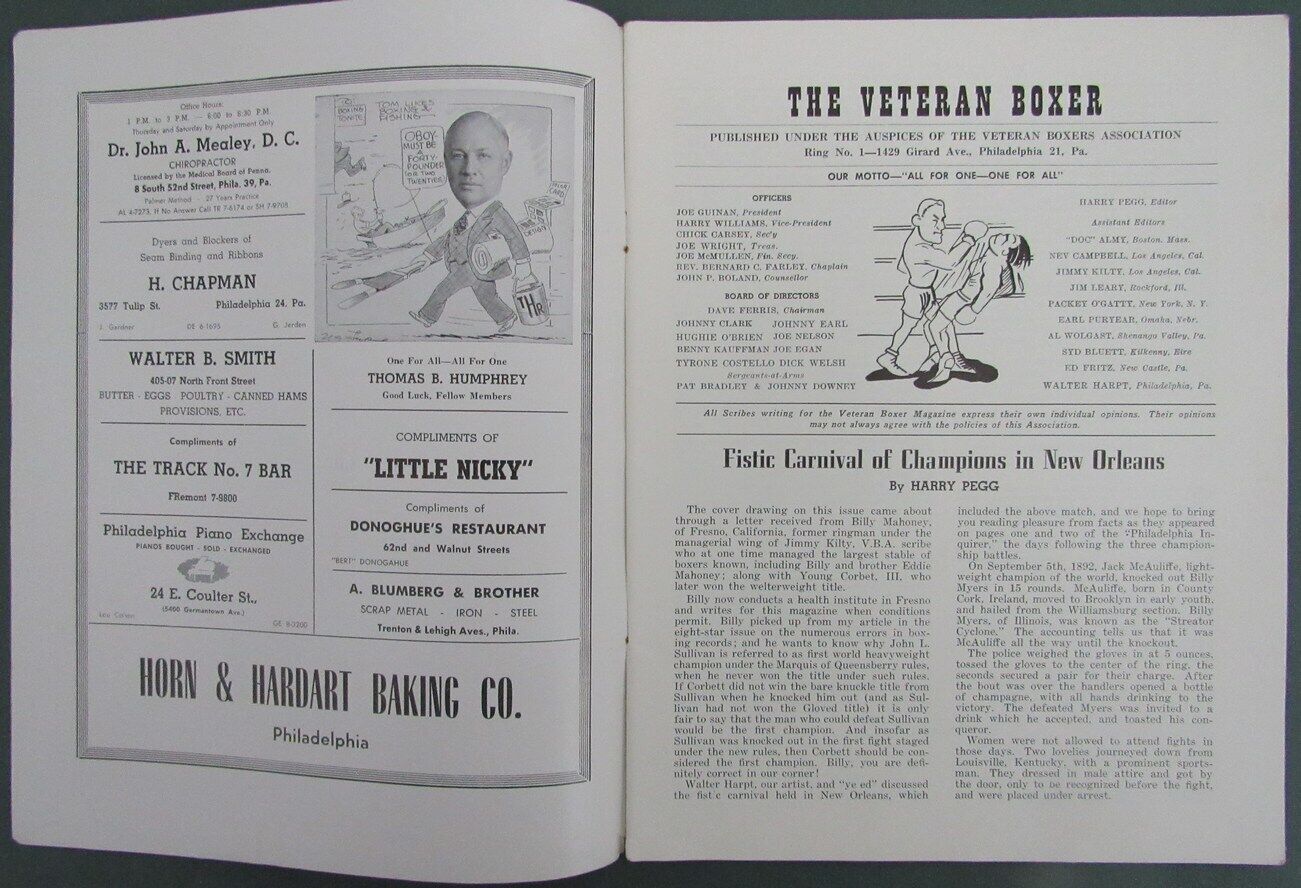 Office Hours:
1 P.M. to 3 P.M. — 6:00 to 8:30 P.M.
Thursday and Saturday by Appointment Only
Dr. John A. Mealey, D. C.
CHIROPRACTOR
Licensed by the Medical Board of Penna.
8 South 52nd Street, Phila. 39, Pa.
Palmer Method 27 Years Practice
AL 4-7273, If No Answer Call TR 7-6174 or SH 7-9708
Dyers and Blockers of
Seam Binding and Ribbons
H. CHAPMAN
3577 Tulip St. Philadelphia 24, Pa.
J. Gardner DE 6-1695 G. Jerden
WALTER B. SMITH
405-07 North Front Street
BUTTER - EGGS POULTRY - CANNED HAMS
PROVISIONS, ETC.
Compliments of
THE TRACK No. 7 BAR
FRemont 7-9800
Philadelphia Piano Exchange
PIANOS BOUGHT - SOLD - EXCHANGED
24 E. Coulter St.,
(5400 Germantown Ave.)
GE 8-0200
BOXING
TONITE
TOM LIKES
BOXING &
FISHING—
OBOY
MUST BE
A
FORTY-
POUNDER
(OR TWO
TWENTIES)
THR
One For All—All For One
THOMAS B. HUMPHREY
Good Luck, Fellow Members
COMPLIMENTS OF
"LITTLE NICKY"
Compliments of
DONOGHUE'S RESTAURANT
62nd and Walnut Streets
"BERT" DONOGAHUE
A. BLUMBERG & BROTHER
SCRAP METAL - IRON - STEEL
Trenton & Lehigh Aves., Phila.
HORN & HARDART BAKING CO.
Philadelphia
THE VETERAN BOXER
PUBLISHED UNDER THE AUSPICES OF THE VETERAN BOXERS ASSOCIATION
Ring No. 1—1429 Girard Ave., Philadelphia 21, Pa.
OUR MOTTO—"ALL FOR ONE—ONE FOR ALL"
OFFICERS
JOE GUINAN, President
HARRY WILLIAMS, Vice-President
CHICK CARSEY, Sec'y
JOE WRIGHT, Treas.
JOE McMULLEN, Fin. Secy.
REV. BERNARD C. FARLEY, Chaplain
JOHN P. BOLAND, Counsellor
BOARD OF DIRECTORS
DAVE FERRIS, Chairman
JOHNNY CLARK JOHNNY EARL
HUGHIE O'BRIEN JOE NELSON
BENNY KAUFFMAN JOE EGAN
TYRONE COSTELLO DICK WELSH
Sergeants-at-Arms
PAT BRADLEY & JOHNNY DOWNEY
HARRY PEGG, Editor
Assistant Editors
"DOC" ALMY, Boston, Mass.
NEV CAMPBELL, Los Angeles, Cal.
JIMMY KILTY, Los Angeles, Cal.
JIM LEARY, Rockford, Ill.
PACKEY O'GATTY, New York, N. Y.
EARL PURYEAR, Omaha, Nebr.
AL WOLGAST, Shenango Valley, Pa.
SYD BLUETT, Kilkenny, Eire
ED FRITZ, New Castle, Pa.
WALTER HARPT, Philadelphia, Pa.
All Scribes writing for the Veteran Boxer Magazine express their own individual opinions. Their opinions
may not always agree with the policies of this Association.
Fistic Carnival of Champions in New Orleans
By HARRY PEGG
The cover drawing on this issue came about
through a letter received from Billy Mahoney,
of Fresno, California, former ringman under the
managerial wing of Jimmy Kilty, V.B.A. scribe
who at one time managed the largest stable of
boxers known, including Billy and brother Eddie
Mahoney; along with Young Corbet, III, who
later won the welterweight title.
Billy now conducts a health institute in Fresno
and writes for this magazine when conditions
permit. Billy picked up from my article in the
eight-star issue on the numerous errors in box-
ing records; and he wants to know why John L.
Sullivan is referred to as first world heavyweight
champion under the Marquis of Queensberry rules,
when he never won the title under such rules.
If Corbett did not win the bare knuckle title from
Sullivan when he knocked him out (and as Sul-
livan had not won the Gloved title) it is only
fair to say that the man who could defeat Sullivan
would be the first champion. And insofar as
Sullivan was knocked out in the first fight staged
under the new rules, then Corbett should be con-
sidered the first champion. Billy, you are defi-
nitely correct in our corner!
Walter Harpt, our artist, and "ye ed" discussed
the fistic carnival held in New Orleans, which
included the above match, and we hope to bring
you reading pleasure from facts as they appeared
on pages one and two of the "Philadelphia In-
quirer," the days following the three champion-
ship battles.
On September 5th, 1892, Jack McAuliffe, light-
weight champion of the world, knocked out Billy
Myers in 15 rounds. McAuliffe, born in County
Cork, Ireland, moved to Brooklyn in early youth,
and hailed from the Williamsburg section. Billy
Myers, of Illinois, was known as the "Streator
Cyclone." The accounting tells us that it was
McAuliffe all the way until the knockout.
The police weighed the gloves in at 5 ounces,
tossed the gloves to the center of the ring, the
seconds secured a pair for their charge. After
the bout was over the handlers opened a bottle
of champagne, with all hands drinking to the
victory. The defeated Myers was invited to a
drink which he accepted, and toasted his con-
queror.
Women were not allowed to attend fights in
those days. Two lovelies journeyed down from
Louisville, Kentucky, with a prominent sports-
man. They dressed in male attire and got by
the door, only to be recognized before the fight,
and were placed under arrest.